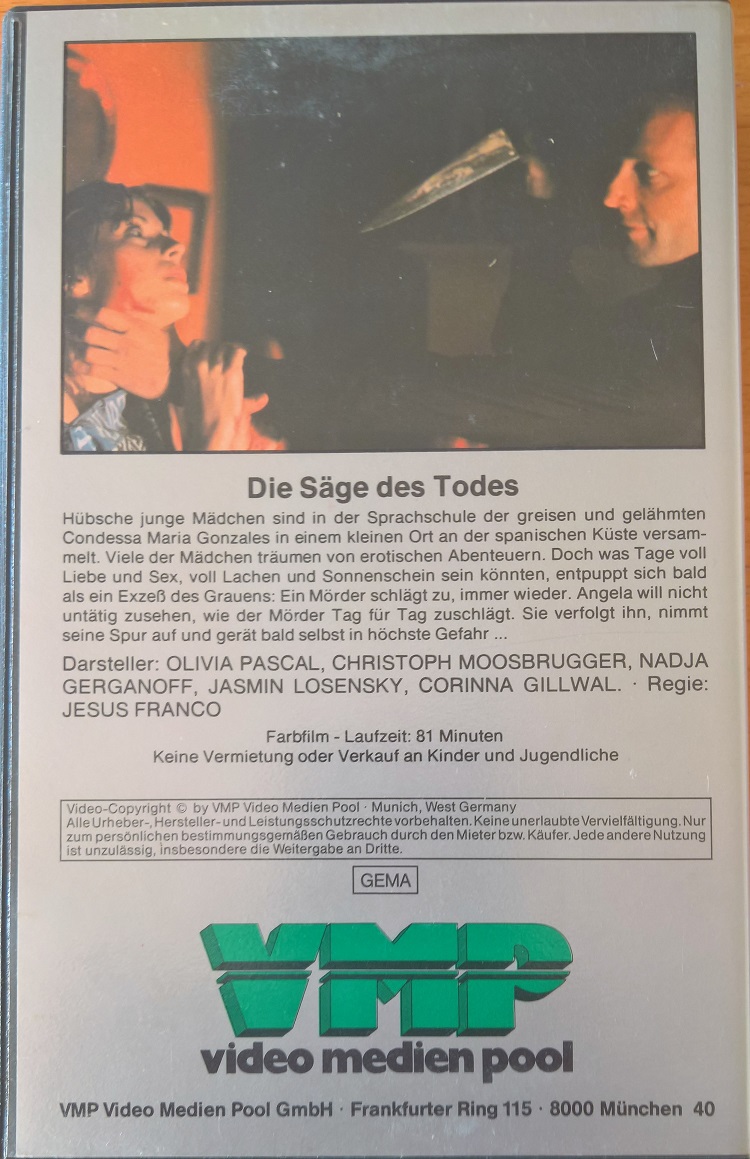 Die Säge des Todes
Hübsche junge Mädchen sind in der Sprachschule der greisen und gelähmten
Condessa Maria Gonzales in einem kleinen Ort an der spanischen Küste versam-
melt. Viele der Mädchen träumen von erotischen Abenteuern. Doch was Tage voll
Liebe und Sex, voll Lachen und Sonnenschein sein könnten, entpuppt sich bald
als ein Exzeß des Grauens: Ein Mörder schlägt zu, immer wieder. Angela will nicht
untätig zusehen, wie der Mörder Tag für Tag zuschlägt. Sie verfolgt ihn, nimmt
seine Spur auf und gerät bald selbst in höchste Gefahr ...
Darsteller: OLIVIA PASCAL, CHRISTOPH MOOSBRUGGER, NADJA
GERGANOFF, JASMIN LOSENSKY, CORINNA GILLWAL. · Regie:
JESUS FRANCO
Farbfilm - Laufzeit: 81 Minuten
Keine Vermietung oder Verkauf an Kinder und Jugendliche
Video-Copyright © by VMP Video Medien Pool · Munich, West Germany
Alle Urheber-, Hersteller- und Leistungsschutzrechte vorbehalten. Keine unerlaubte Vervielfältigung. Nur
zum persönlichen bestimmungsgemäßen Gebrauch durch den Mieter bzw. Käufer. Jede andere Nutzung
ist unzulässig, insbesondere die Weitergabe an Dritte.
GEMA
VMP
video medien pool
VMP Video Medien Pool GmbH · Frankfurter Ring 115 · 8000 München 40